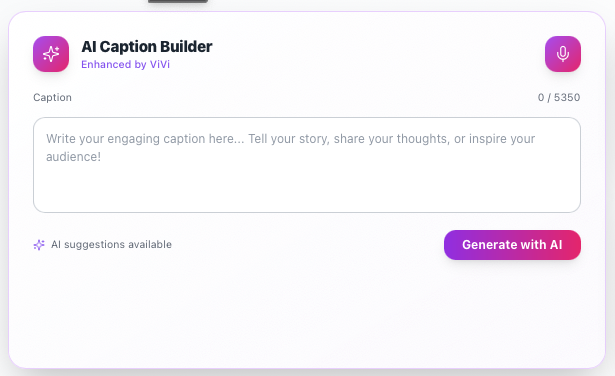 AI Caption Builder
Enhanced by ViVi
Caption
0 / 5350
Write your engaging caption here... Tell your story, share your thoughts, or inspire your
audience!
AI suggestions available
Generate with AI